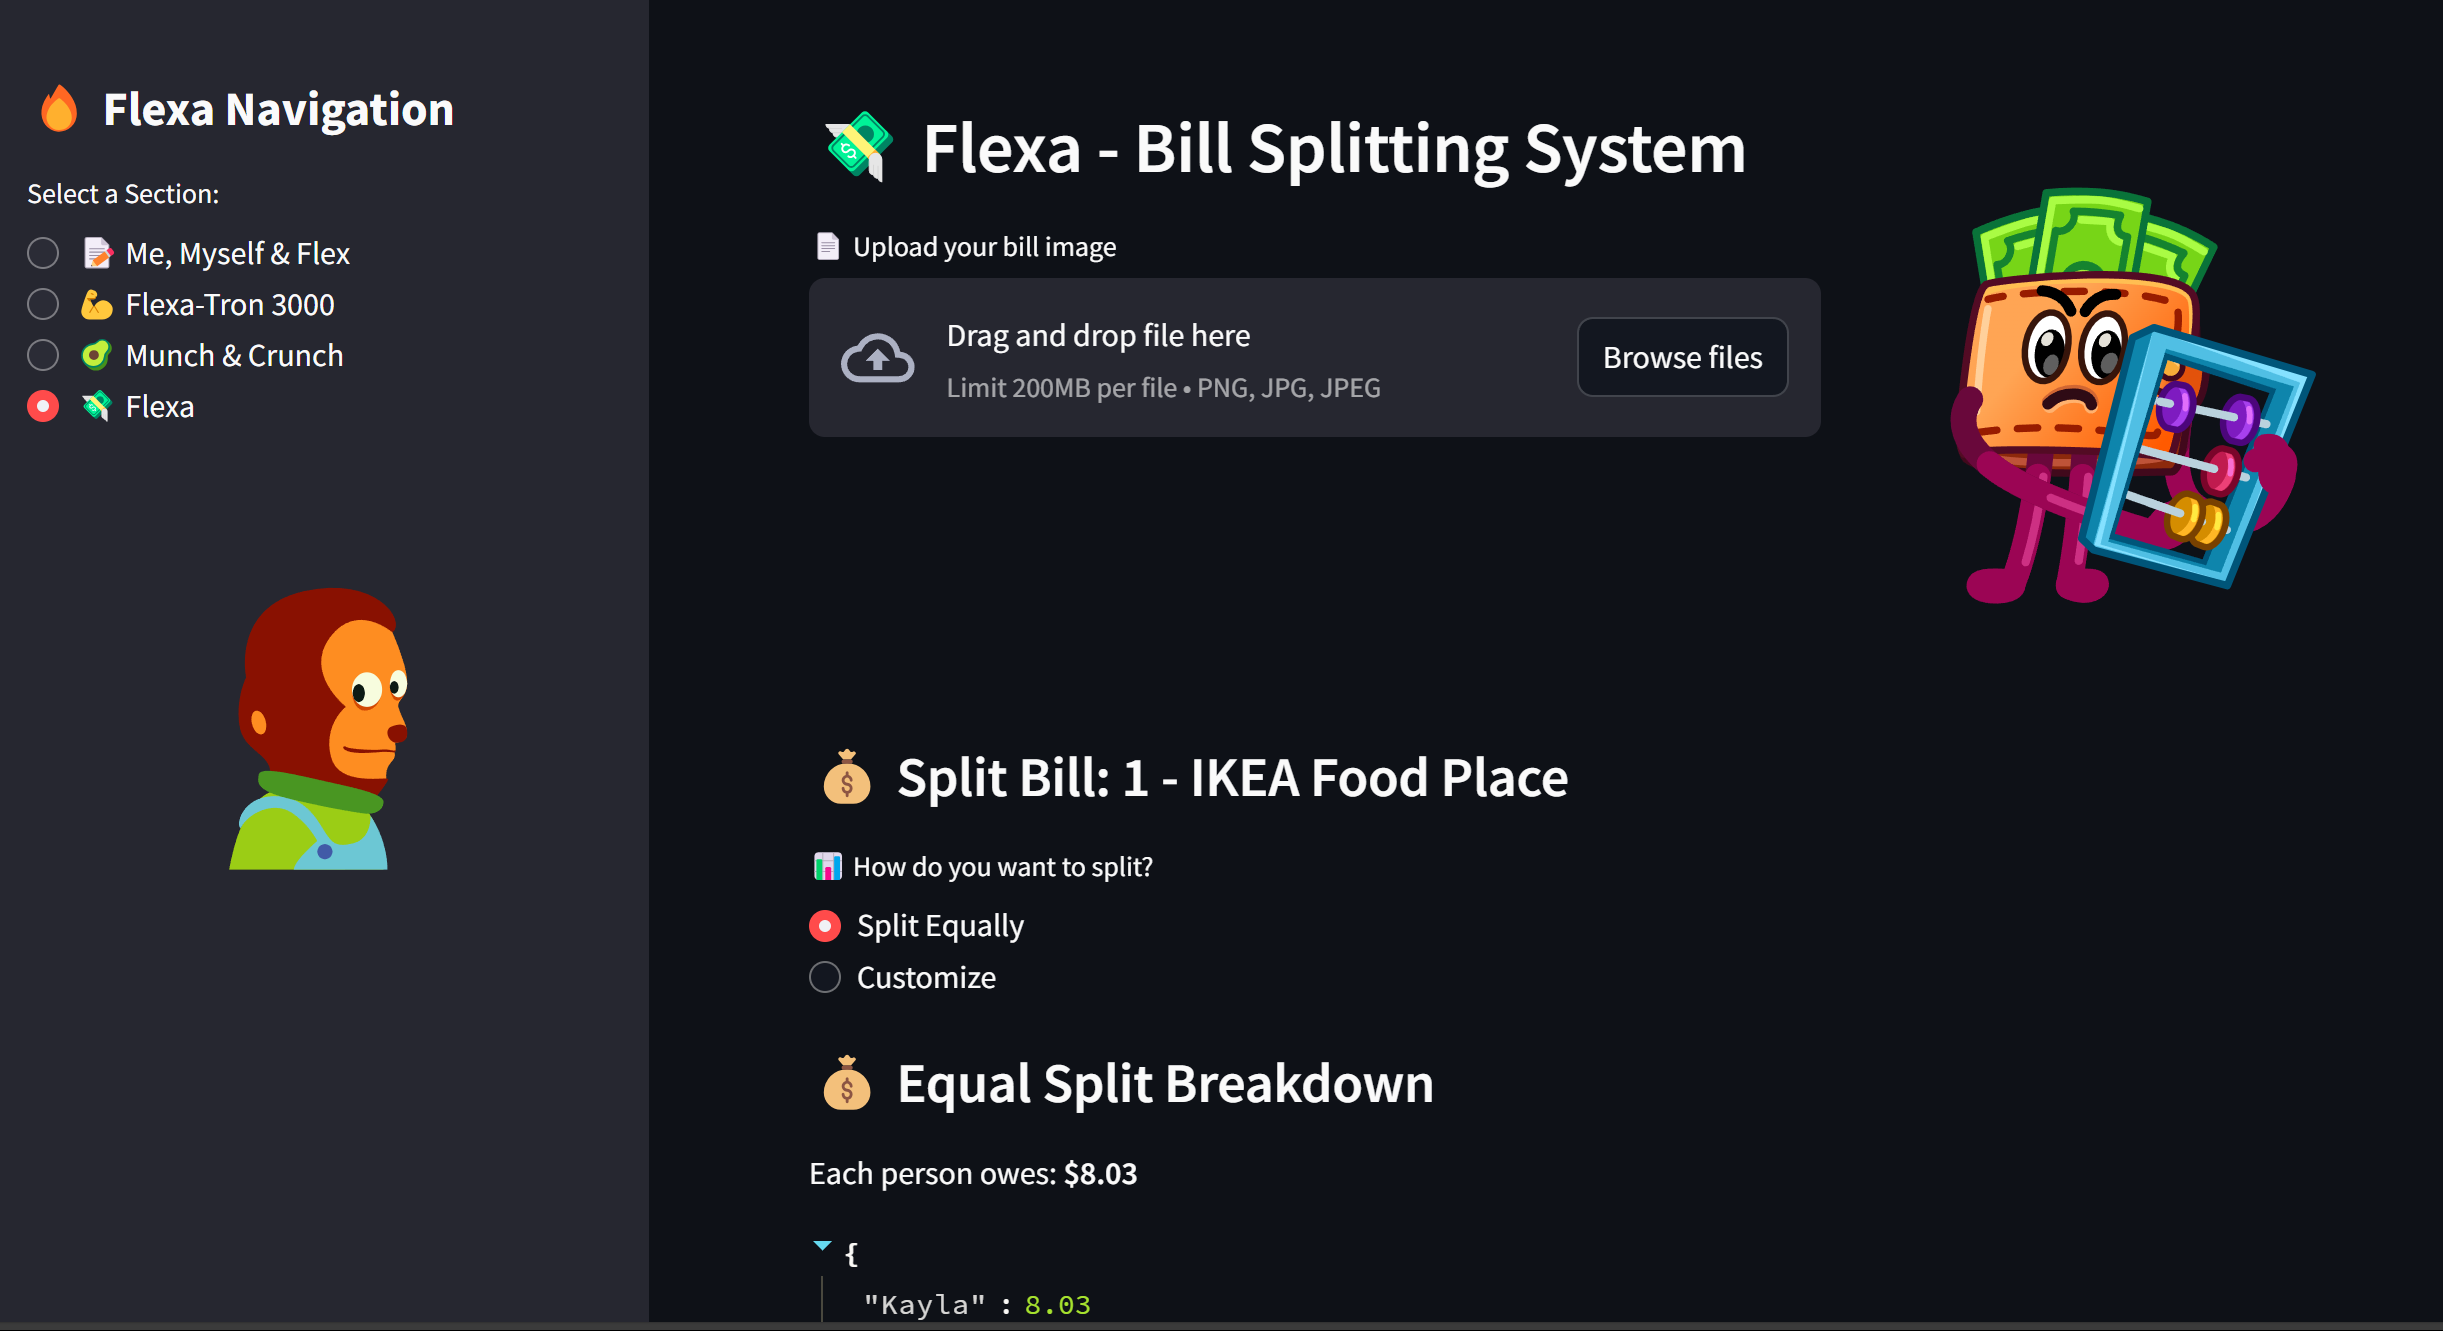 Flexa Navigation
Select a Section:
Me, Myself & Flex
Flexa-Tron 3000
Munch & Crunch
Flexa
Flexa - Bill Splitting System
Upload your bill image
Drag and drop file here
Limit 200MB per file • PNG, JPG, JPEG
Browse files
Split Bill: 1 - IKEA Food Place
How do you want to split?
Split Equally
Customize
Equal Split Breakdown
Each person owes: $8.03
{
"Kayla" : 8.03